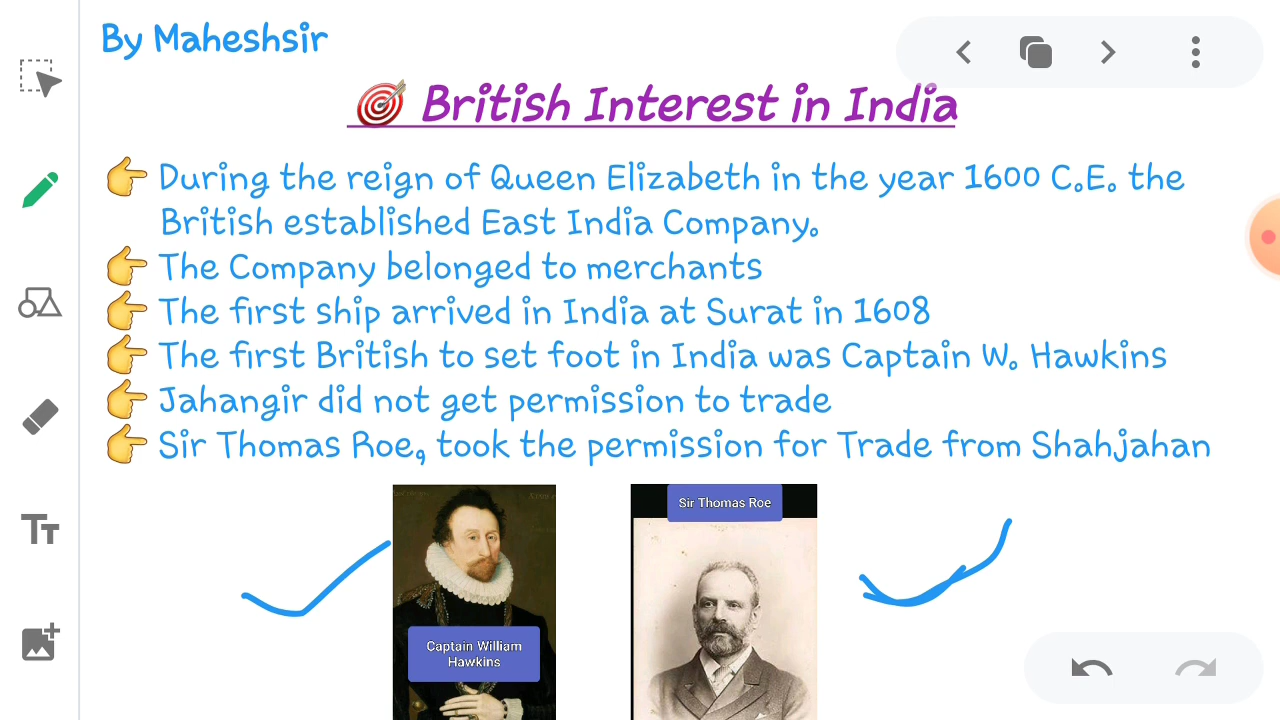 By Maheshsir
British Interest in India
During the reign of Queen Elizabeth in the year 1600 C.E. the
British established East India Company.
The Company belonged to merchants
The first ship arrived in India at Surat in 1608
The first British to set foot in India was Captain W. Hawkins
Jahangir did not get permission to trade
Sir Thomas Roe, took the permission for Trade from Shahjahan
Sir Thomas Roe
Captain William
Hawkins
TT